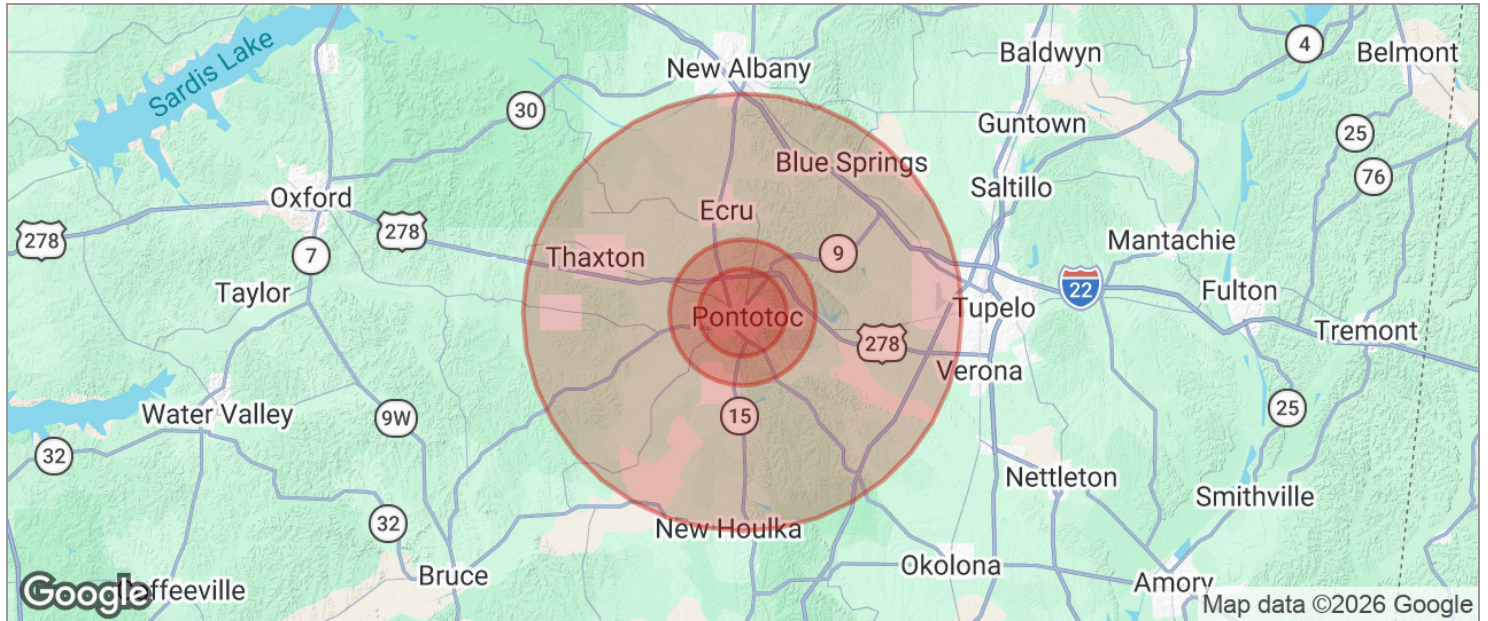 Sardis Lake
New Albany
Baldwyn
4
Belmont
30
Guntown
25
Blue Springs
76
Saltillo
Oxford
Ecru
278
7
278
Thaxton
9
Mantachie
Taylor
22
Fulton
Tupelo
Pontotoc
Tremont
278
Verona
Water Valley
9W
15
25
32
Nettleton
Smithville
32
New Houlka
Okolona
Bruce
Amory
Google
Map data ©2026 Google